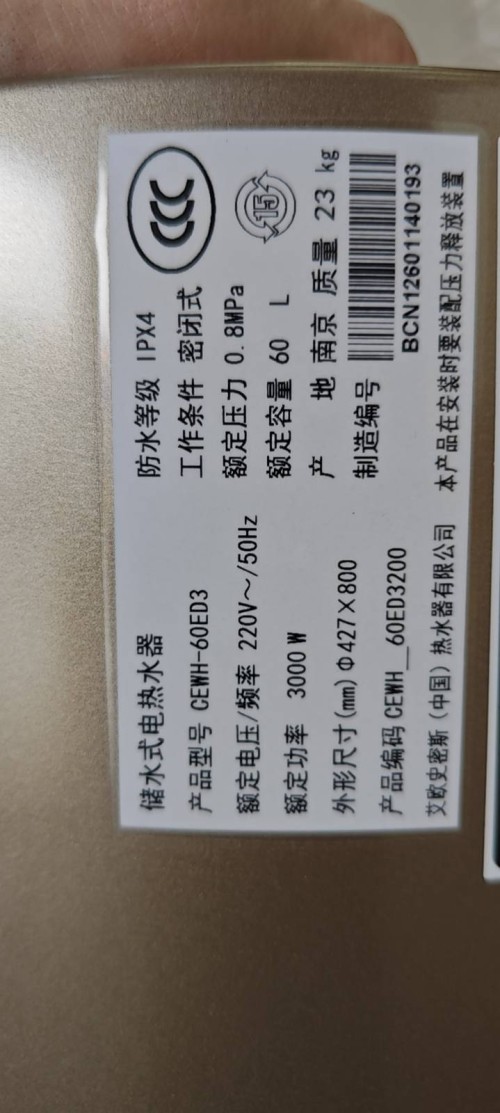 储水式电热水器
产品型号 CEWH-60ED3
额定电压/频率 220V～/50Hz
额定功率 3000 W
外形尺寸(mm) Φ427×800
产品编码 CEWH__60ED3200
艾欧史密斯（中国）热水器有限公司
防水等级 IPX4
工作条件 密闭式
额定压力 0.8MPa
额定容量 60 L
产 地 南京 质量 23 kg
制造编号
BCN12601140193
本产品在安装时要装配压力释放装置
CCC
15